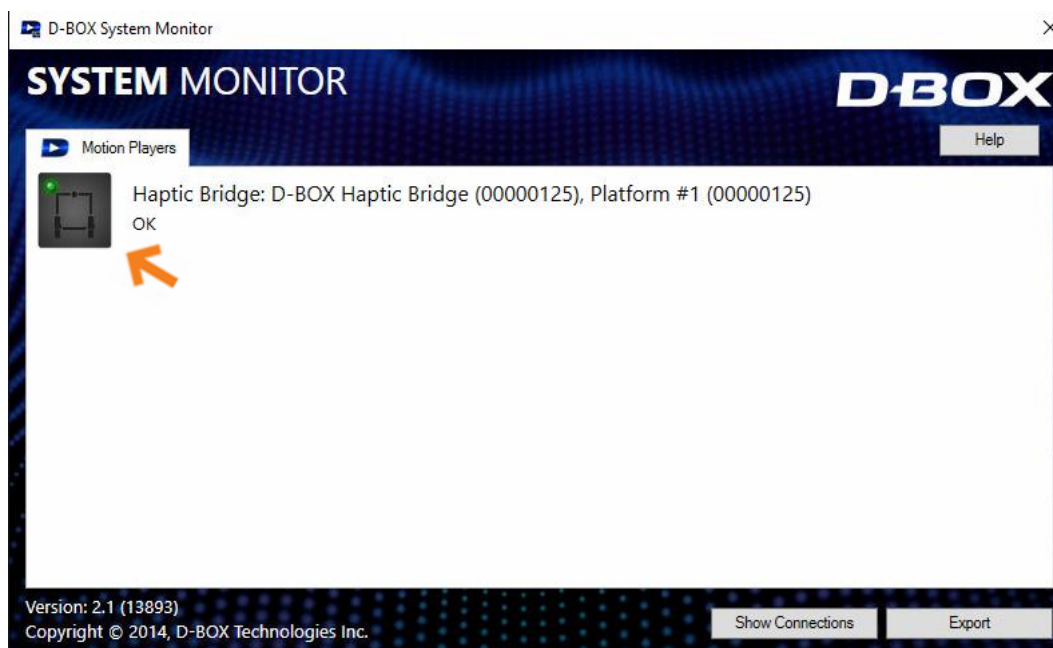 D-BOX System Monitor
SYSTEM MONITOR
D-BOX
Help
Motion Players
Haptic Bridge: D-BOX Haptic Bridge (00000125), Platform #1 (00000125)
OK
Version: 2.1 (13893)
Copyright © 2014, D-BOX Technologies Inc.
Show Connections
Export